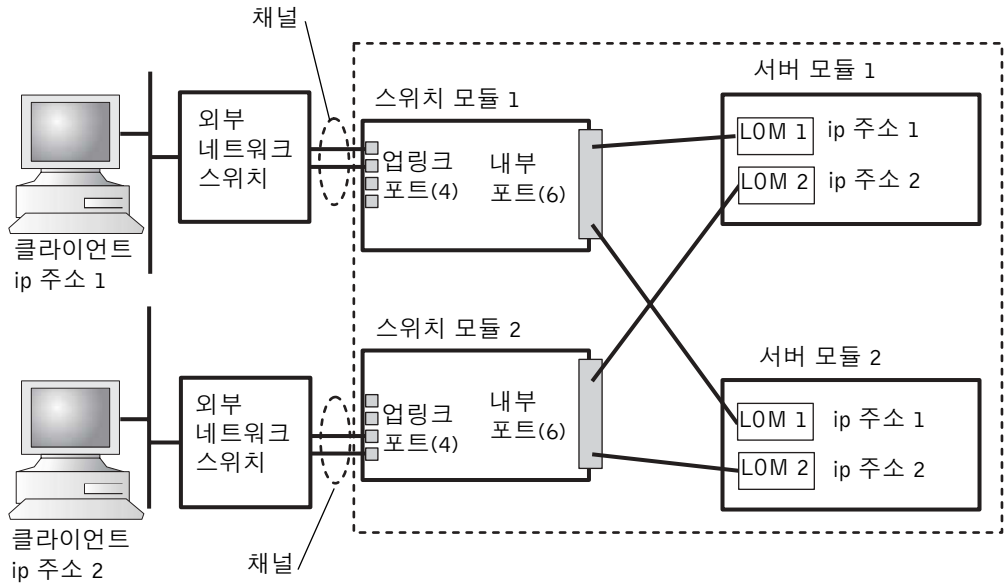 채널
서버 모듈 1
스위치 모듈 1
외부
네트워크
스위치
업링크
포트(4)
내부
포트(6)
LOM 1
ip 주소 1
LOM 2
ip 주소 2
클라이언트
ip 주소 1
스위치 모듈 2
서버 모듈 2
외부
네트워크
스위치
업링크
포트(4)
내부
포트(6)
LOM 1
ip 주소 1
LOM 2
ip 주소 2
클라이언트
ip 주소 2
채널